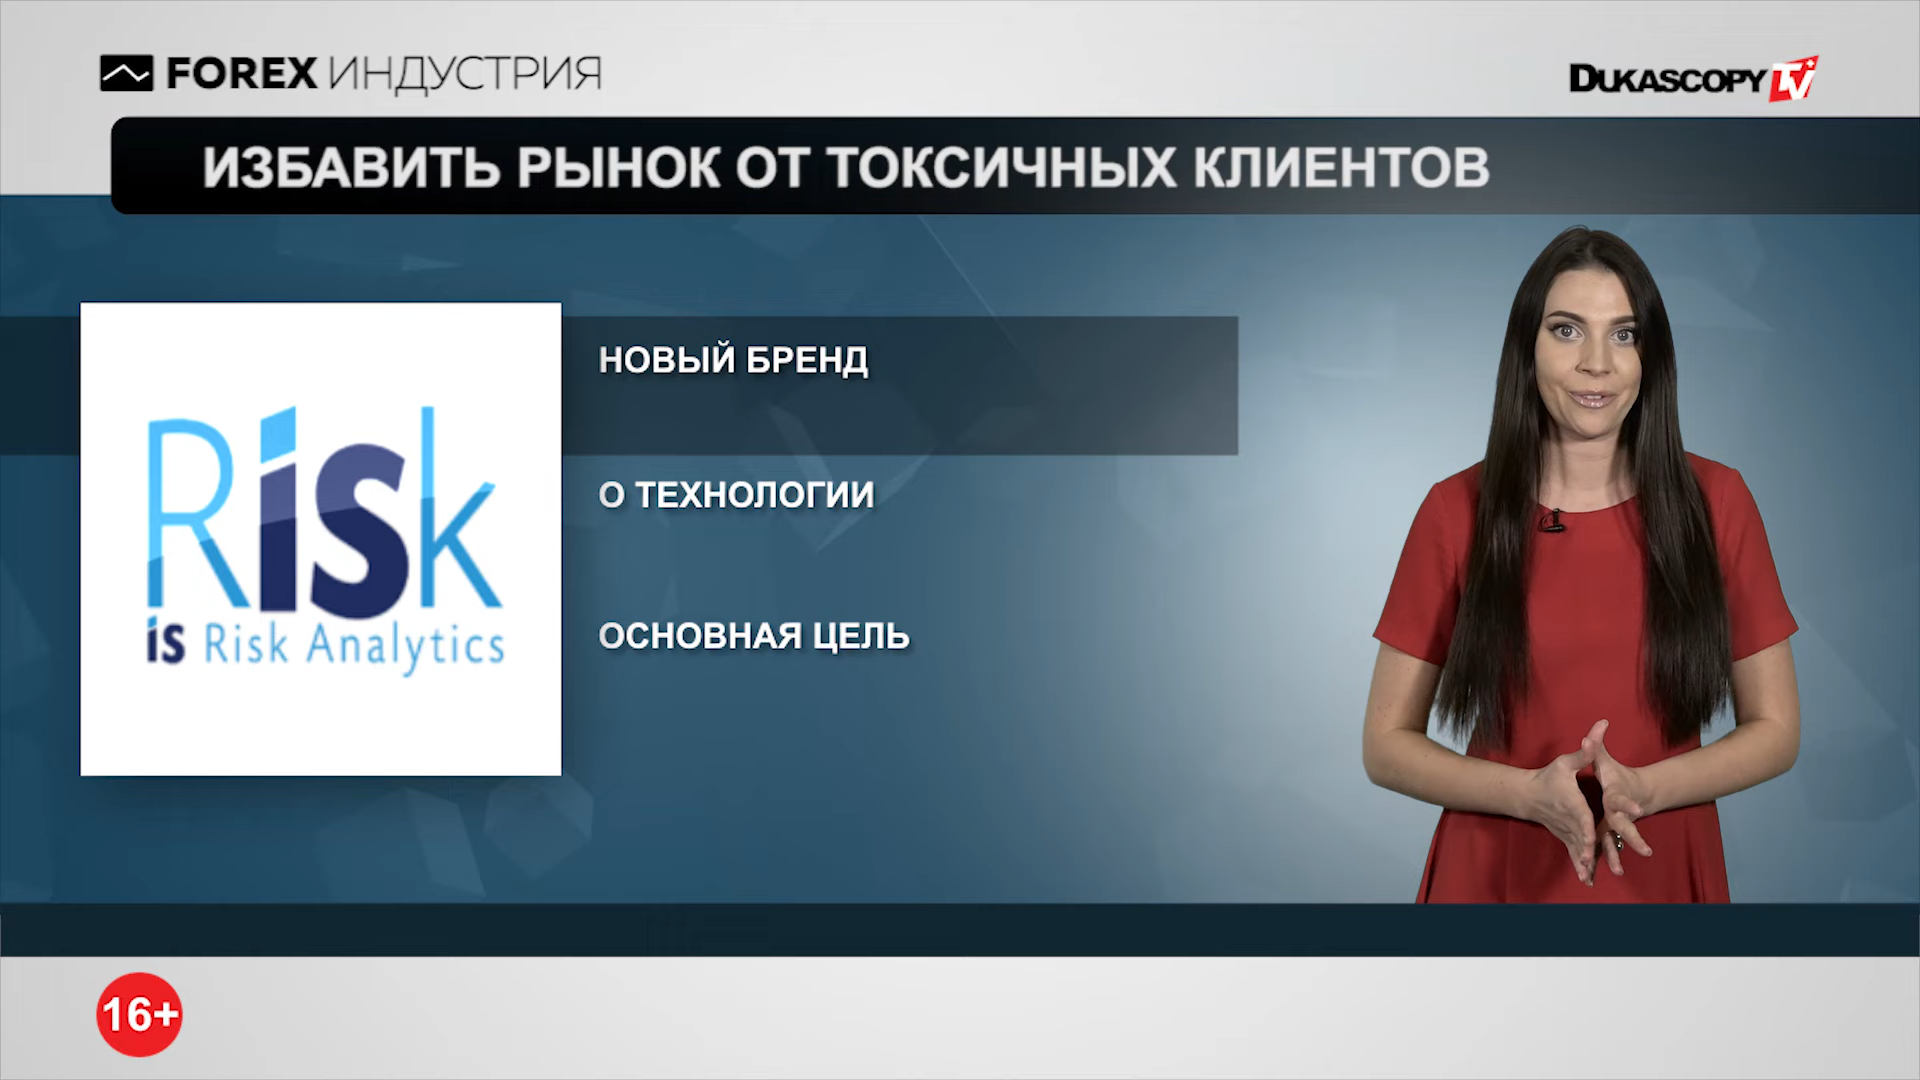 FOREX ИНДУСТРИЯ
DUKASCOPY TV
ИЗБАВИТЬ РЫНОК ОТ ТОКСИЧНЫХ КЛИЕНТОВ
Risk
is Risk Analytics
НОВЫЙ БРЕНД
О ТЕХНОЛОГИИ
ОСНОВНАЯ ЦЕЛЬ
16+